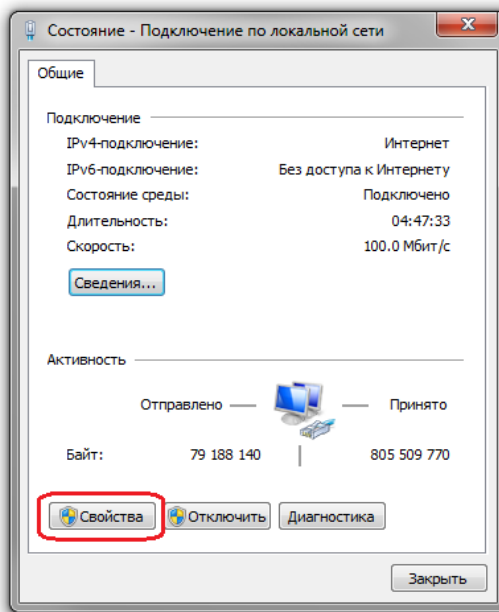 Состояние - Подключение по локальной сети
Общие
Подключение
IPv4-подключение: Интернет
IPv6-подключение: Без доступа к Интернету
Состояние среды: Подключено
Длительность: 04:47:33
Скорость: 100.0 Мбит/с
Сведения...
Активность
Отправлено — — Принято
Байт: 79 188 140 | 805 509 770
Свойства Отключить Диагностика
Закрыть